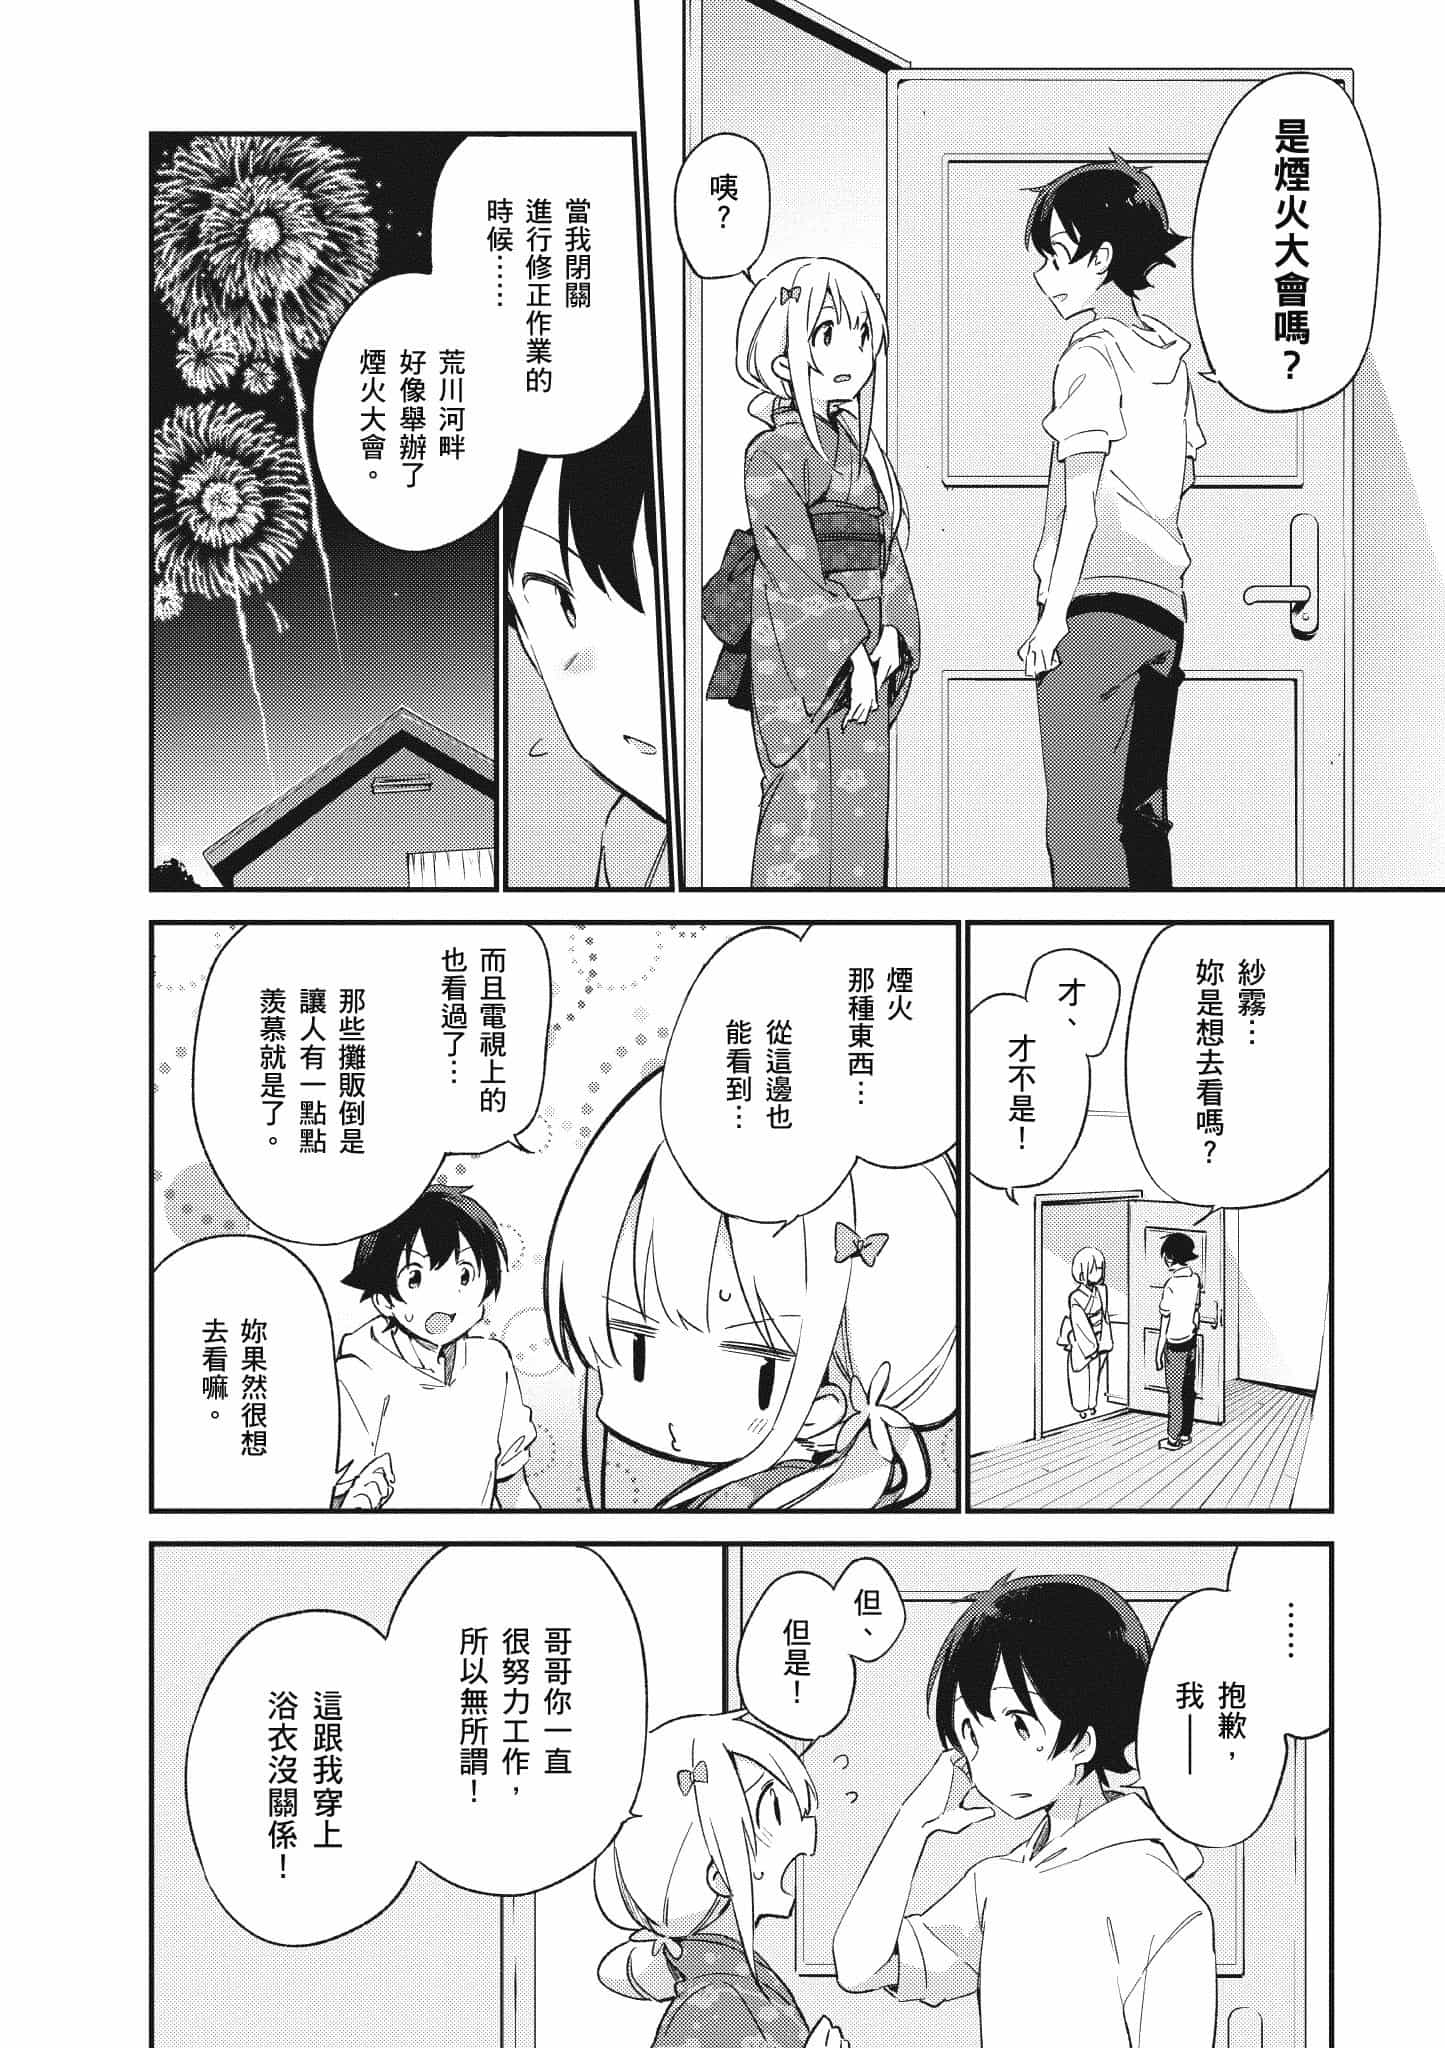 是煙火大會嗎？
咦？
當我閉關
進行修正作業的
時候……
荒川河畔
好像舉辦了
煙火大會。
紗霧…
妳是想去看嗎？
才、
才不是！
煙火
那種東西…
從這邊也
能看到…
而且電視上的
也看過了…
那些攤販倒是
讓人有一點點
羨慕就是了。
妳果然很想
去看嘛。
……
抱歉，
我──
但、
但是！
哥哥你一直
很努力工作，
所以無所謂！
這跟我穿上
浴衣沒關係！